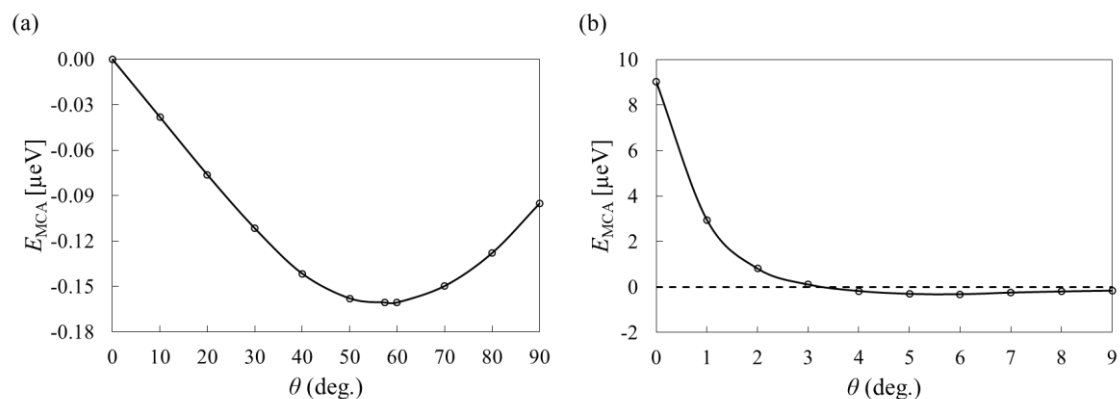 (a)
0.00
-0.03
-0.06
-0.09
-0.12
-0.15
-0.18
E_MCA [µeV]
0 10 20 30 40 50 60 70 80 90
θ (deg.)
(b)
10
8
6
4
2
0
-2
E_MCA [µeV]
0 1 2 3 4 5 6 7 8 9
θ (deg.)